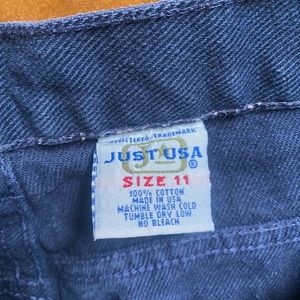 REGISTERED TRADEMARK
JUST USA ®
SIZE 11
100% COTTON
MADE IN USA
MACHINE WASH COLD
TUMBLE DRY LOW
NO BLEACH